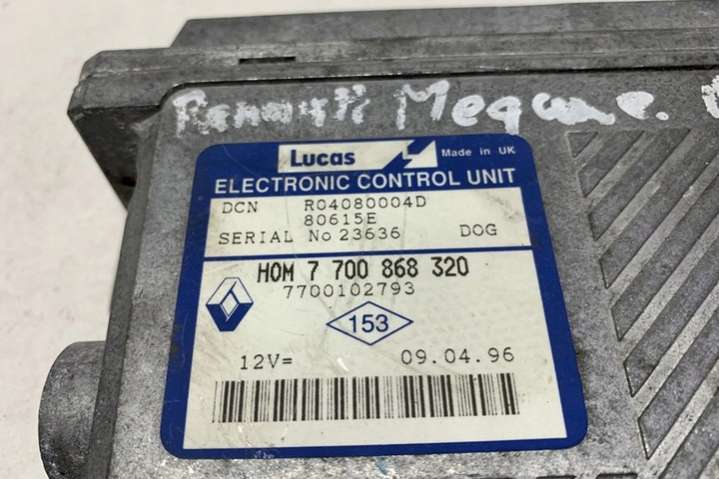 Renault Megane.
Lucas Made in UK
ELECTRONIC CONTROL UNIT
DCN R04080004D
80615E
SERIAL No 23636 DOG
HOM 7 700 868 320
7700102793
153
12V= 09.04.96